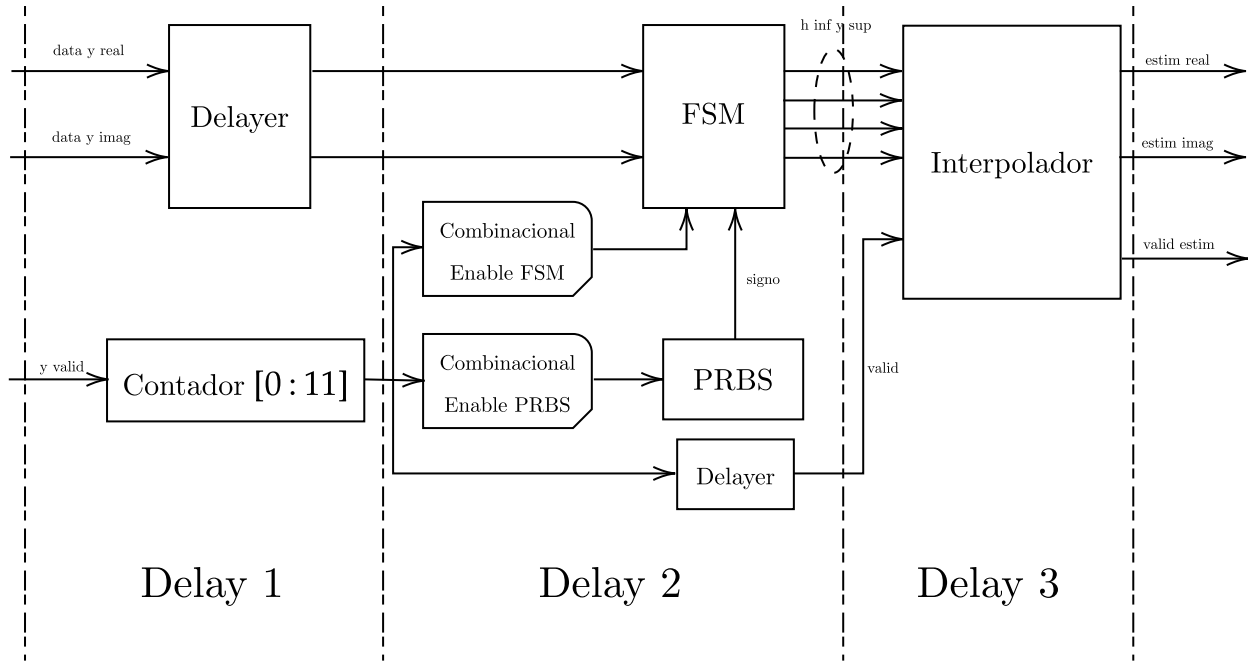 h inf y sup
data y real
estim real
Delayer
FSM
data y imag
estim imag
Interpolador
Combinacional
Enable FSM
valid estim
signo
y valid
Contador [0 : 11]
Combinacional
Enable PRBS
PRBS
valid
Delayer
Delay 1
Delay 2
Delay 3